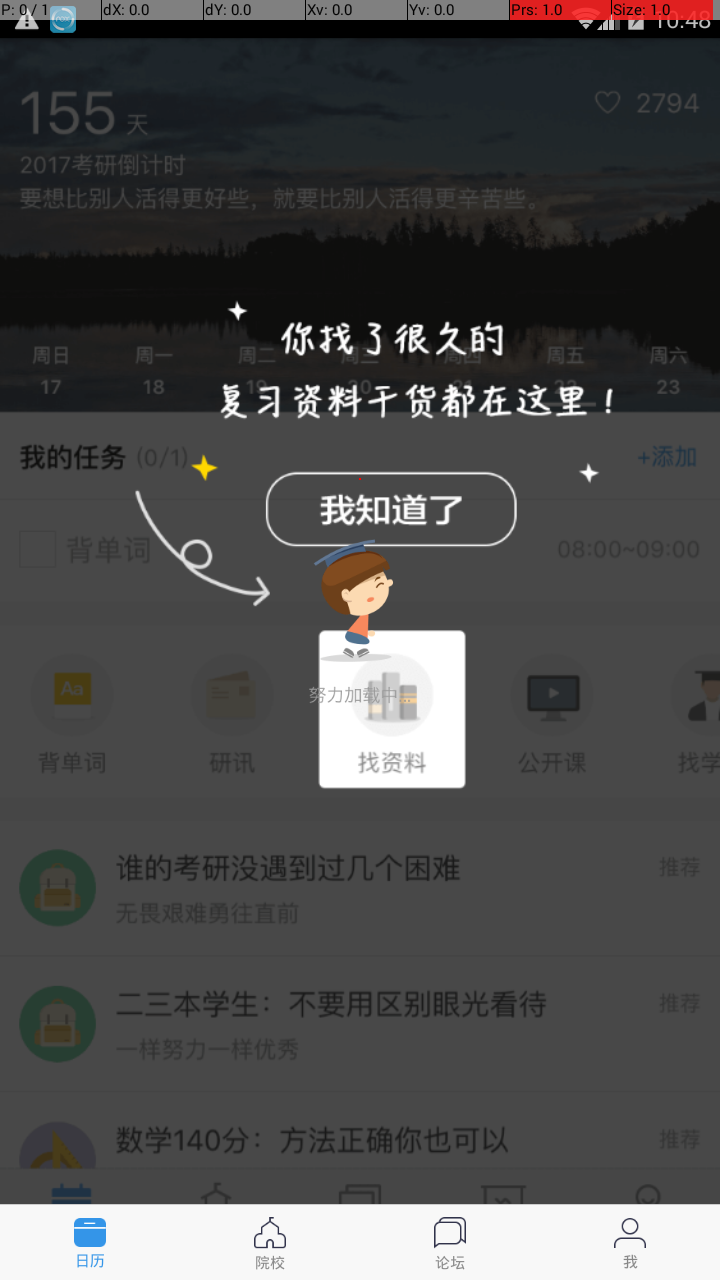 P: 0 / 1 dX: 0.0 dY: 0.0 Xv: 0.0 Yv: 0.0 Prs: 1.0 Size: 1.0
10:48
155 天
2794
2017考研倒计时
要想比别人活得更好些，就要比别人活得更辛苦些。
你找了很久的
周日 周一 周二 周三 周四 周五 周六
17 18 19 20 21 22 23
复习资料干货都在这里！
我的任务 (0/1) +添加
我知道了
背单词 08:00~09:00
Aa
努力加载中...
背单词 研讯 找资料 公开课 找学
谁的考研没遇到过几个困难 推荐
无畏艰难勇往直前
二三本学生：不要用区别眼光看待 推荐
一样努力一样优秀
数学140分：方法正确你也可以 推荐
日历 院校 论坛 我